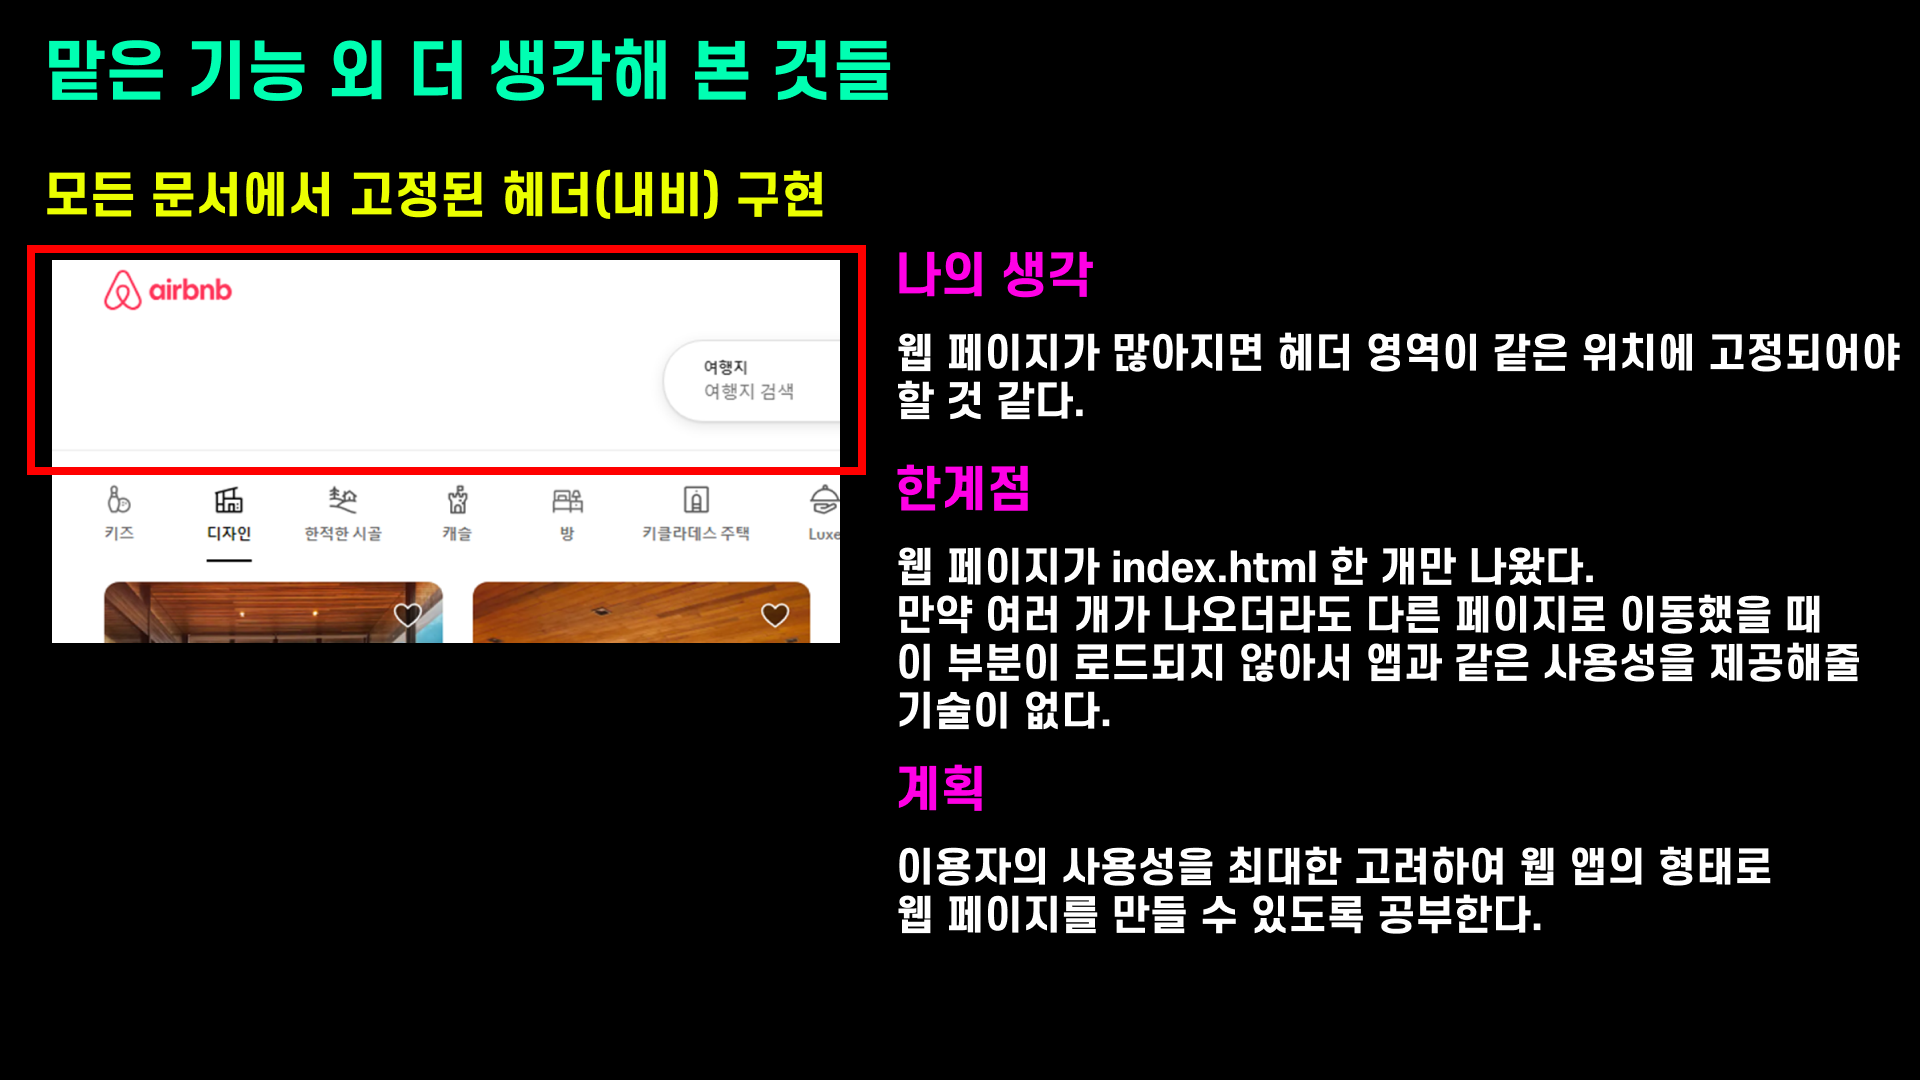 맡은 기능 외 더 생각해 본 것들
모든 문서에서 고정된 헤더(내비) 구현
airbnb
여행지
여행지 검색
키즈
디자인
한적한 시골
캐슬
방
키클라데스 주택
Luxe
나의 생각
웹 페이지가 많아지면 헤더 영역이 같은 위치에 고정되어야
할 것 같다.
한계점
웹 페이지가 index.html 한 개만 나왔다.
만약 여러 개가 나오더라도 다른 페이지로 이동했을 때
이 부분이 로드되지 않아서 앱과 같은 사용성을 제공해줄
기술이 없다.
계획
이용자의 사용성을 최대한 고려하여 웹 앱의 형태로
웹 페이지를 만들 수 있도록 공부한다.